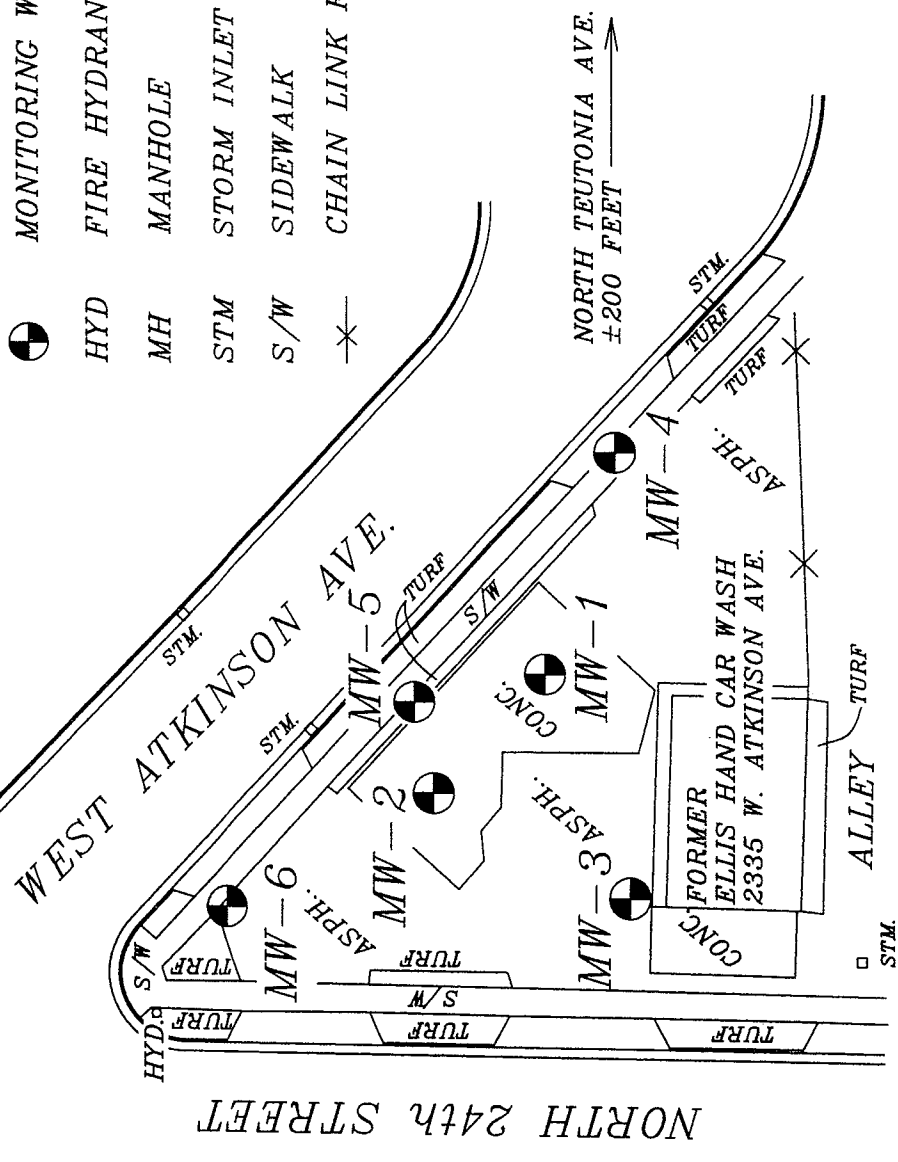 MONITORING W
HYD FIRE HYDRAN
MH MANHOLE
STM STORM INLET
S/W SIDEWALK
CHAIN LINK F
NORTH TEUTONIA AVE.
±200 FEET
WEST ATKINSON AVE.
STM.
STM.
STM.
TURF
TURF
TURF
S/W
MW-5
MW-4
MW-1
MW-2
MW-6
MW-3
CONC.
ASPH.
ASPH.
ASPH.
S/W
HYD.
TURF
TURF
TURF
TURF
TURF
S/W
CONC.
FORMER
ELLIS HAND CAR WASH
2335 W. ATKINSON AVE.
TURF
ALLEY
STM.
NORTH 24th STREET